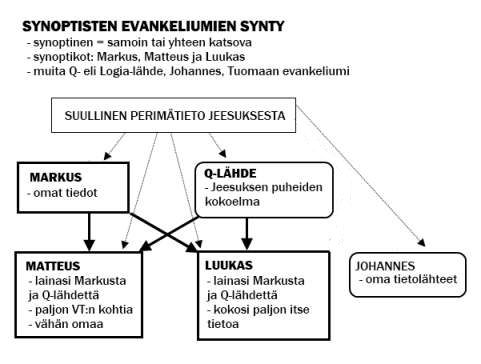 SYNOPTISTEN EVANKELIUMIEN SYNTY
- synoptinen = samoin tai yhteen katsova
- synoptikot: Markus, Matteus ja Luukas
- muita Q- eli Logia-lähde, Johannes, Tuomaan evankeliumi
SUULLINEN PERIMÄTIETO JEESUKSESTA
MARKUS
- omat tiedot
Q-LÄHDE
- Jeesuksen puheiden
kokoelma
MATTEUS
- lainasi Markusta
ja Q-lähdettä
- paljon VT:n kohtia
- vähän omaa
LUUKAS
- lainasi Markusta
ja Q-lähdettä
- kokosi paljon itse
tietoa
JOHANNES
- oma tietolähteet